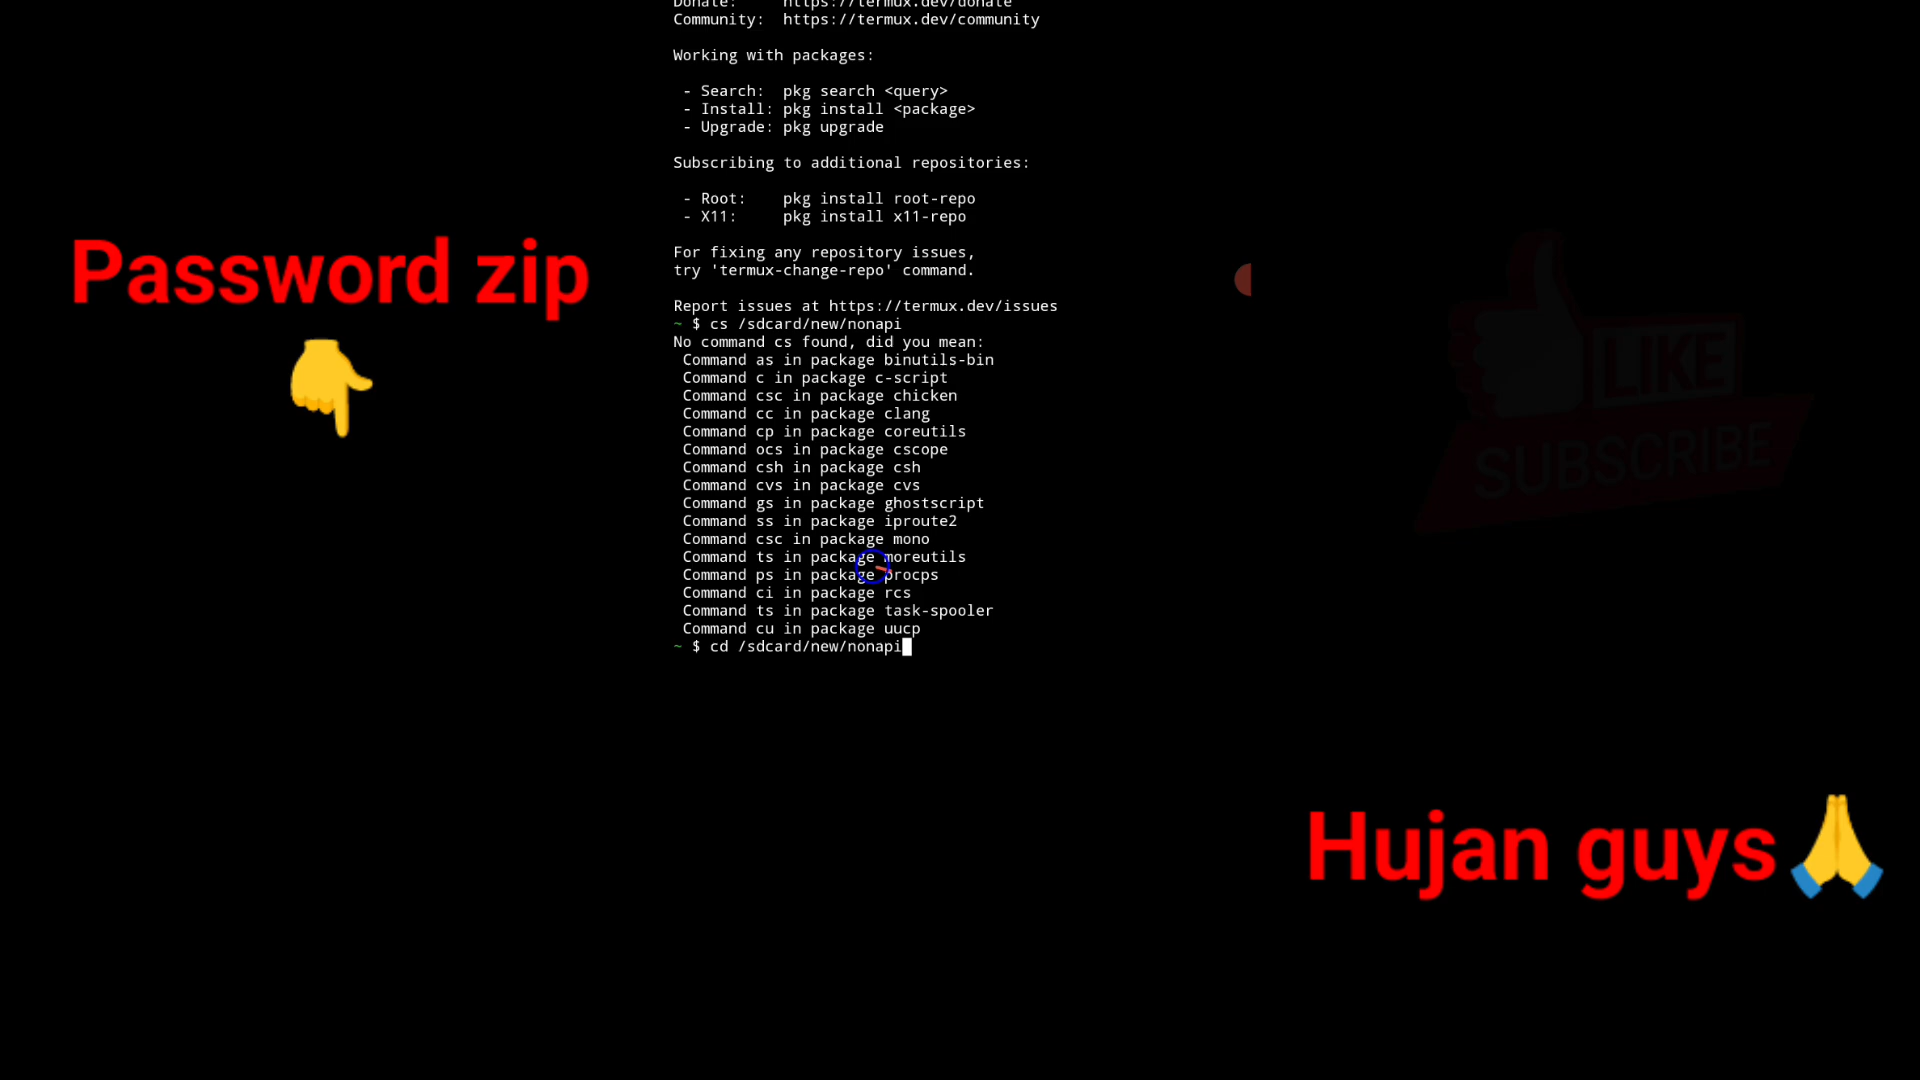 Donate:     https://termux.dev/donate
Community:  https://termux.dev/community
Working with packages:
- Search:  pkg search <query>
- Install: pkg install <package>
- Upgrade: pkg upgrade
Subscribing to additional repositories:
- Root:    pkg install root-repo
- X11:     pkg install x11-repo
For fixing any repository issues,
try 'termux-change-repo' command.
Report issues at https://termux.dev/issues
~ $ cs /sdcard/new/nonapi
No command cs found, did you mean:
Command as in package binutils-bin
Command c in package c-script
Command csc in package chicken
Command cc in package clang
Command cp in package coreutils
Command ocs in package cscope
Command csh in package csh
Command cvs in package cvs
Command gs in package ghostscript
Command ss in package iproute2
Command csc in package mono
Command ts in package moreutils
Command ps in package procps
Command ci in package rcs
Command ts in package task-spooler
Command cu in package uucp
~ $ cd /sdcard/new/nonapi
Password zip
LIKE
SUBSCRIBE
Hujan guys